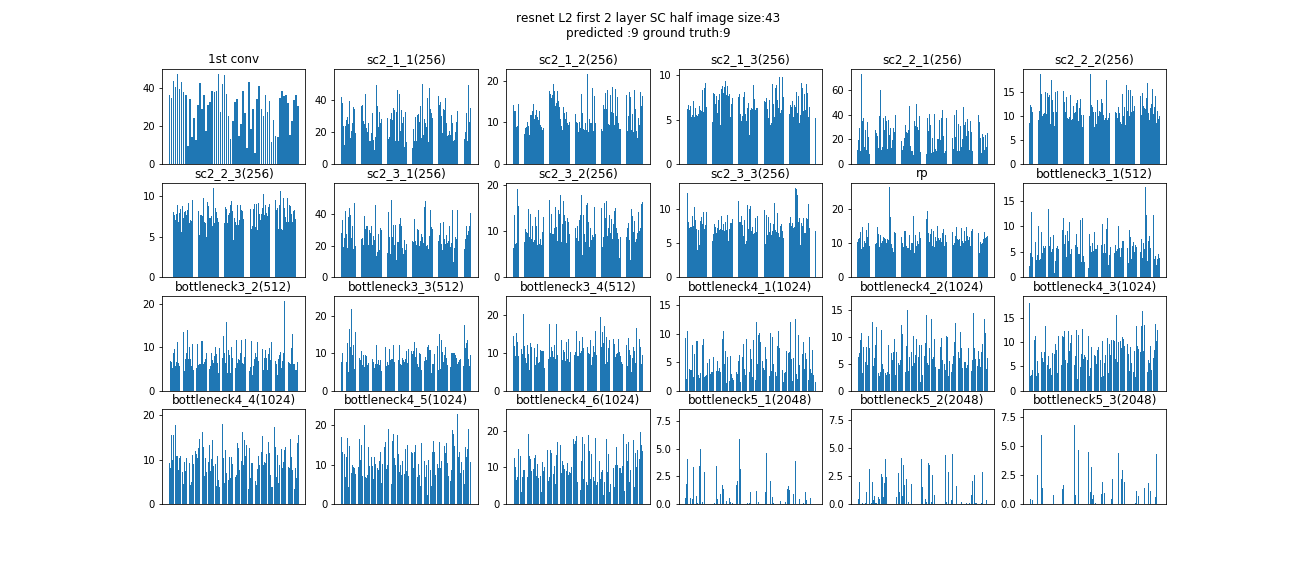 resnet L2 first 2 layer SC half image size:43
predicted :9 ground truth:9
1st conv sc2_1_1(256) sc2_1_2(256) sc2_1_3(256) sc2_2_1(256) sc2_2_2(256)
40 20 0
40 20 0
20 10 0
10 5 0
60 40 20 0
15 10 5 0
sc2_2_3(256) sc2_3_1(256) sc2_3_2(256) sc2_3_3(256) rp bottleneck3_1(512)
10 5 0
40 20 0
20 10 0
10 5 0
20 10 0
15 10 5 0
bottleneck3_2(512) bottleneck3_3(512) bottleneck3_4(512) bottleneck4_1(1024) bottleneck4_2(1024) bottleneck4_3(1024)
20 10 0
20 10 0
20 10 0
15 10 5 0
15 10 5 0
15 10 5 0
bottleneck4_4(1024) bottleneck4_5(1024) bottleneck4_6(1024) bottleneck5_1(2048) bottleneck5_2(2048) bottleneck5_3(2048)
20 10 0
20 10 0
20 10 0
7.5 5.0 2.5 0.0
7.5 5.0 2.5 0.0
7.5 5.0 2.5 0.0